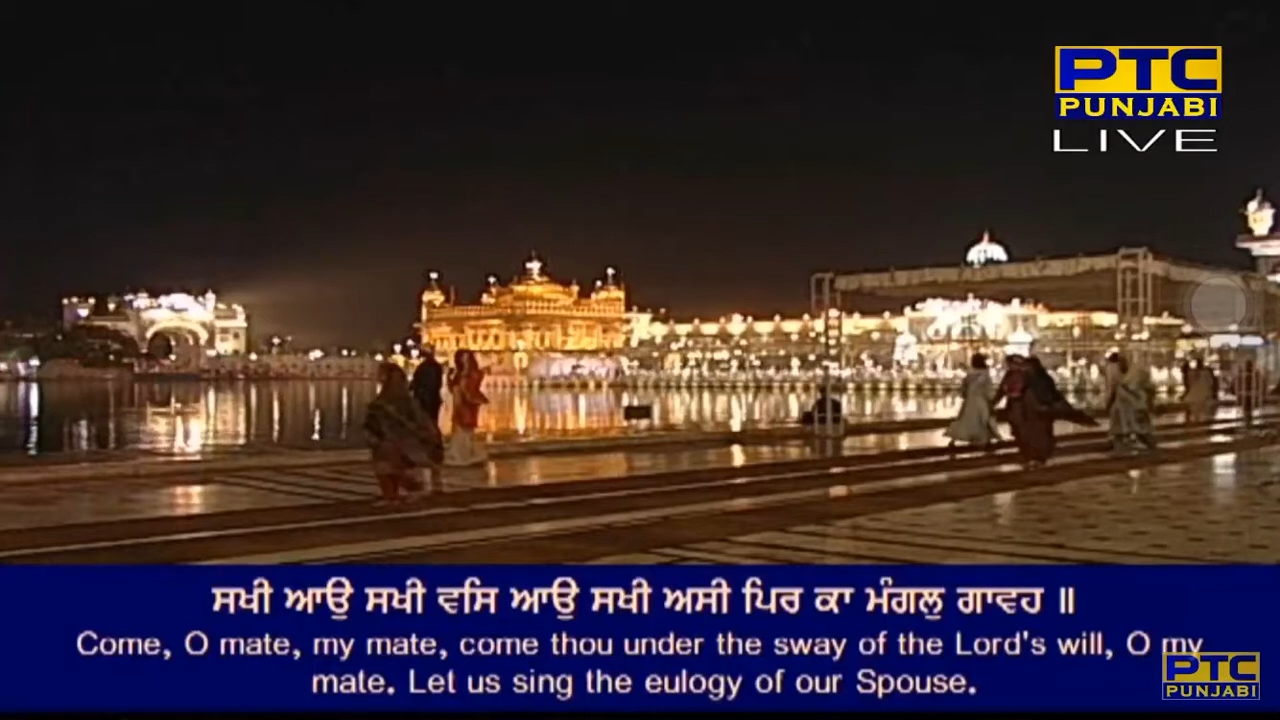 PTC
PUNJABI
LIVE
ਸਖੀ ਆਉ ਸਖੀ ਵਸਿ ਆਉ ਸਖੀ ਅਸੀ ਪਿਰ ਕਾ ਮੰਗਲੁ ਗਾਵਹ ॥
Come, O mate, my mate, come thou under the sway of the Lord's will, O my
mate. Let us sing the eulogy of our Spouse.
PTC
PUNJABI